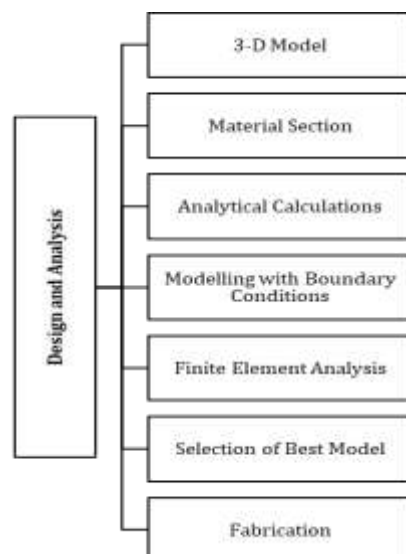 Design and Analysis
3-D Model
Material Section
Analytical Calculations
Modelling with Boundary
Conditions
Finite Element Analysis
Selection of Best Model
Fabrication